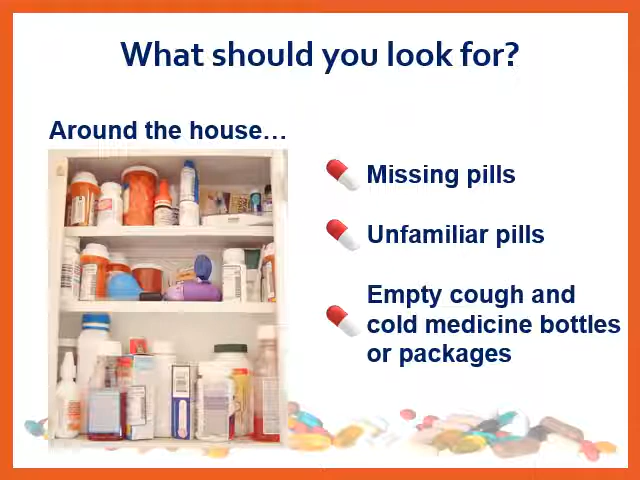 What should you look for?
Around the house…
Missing pills
Unfamiliar pills
Empty cough and
cold medicine bottles
or packages